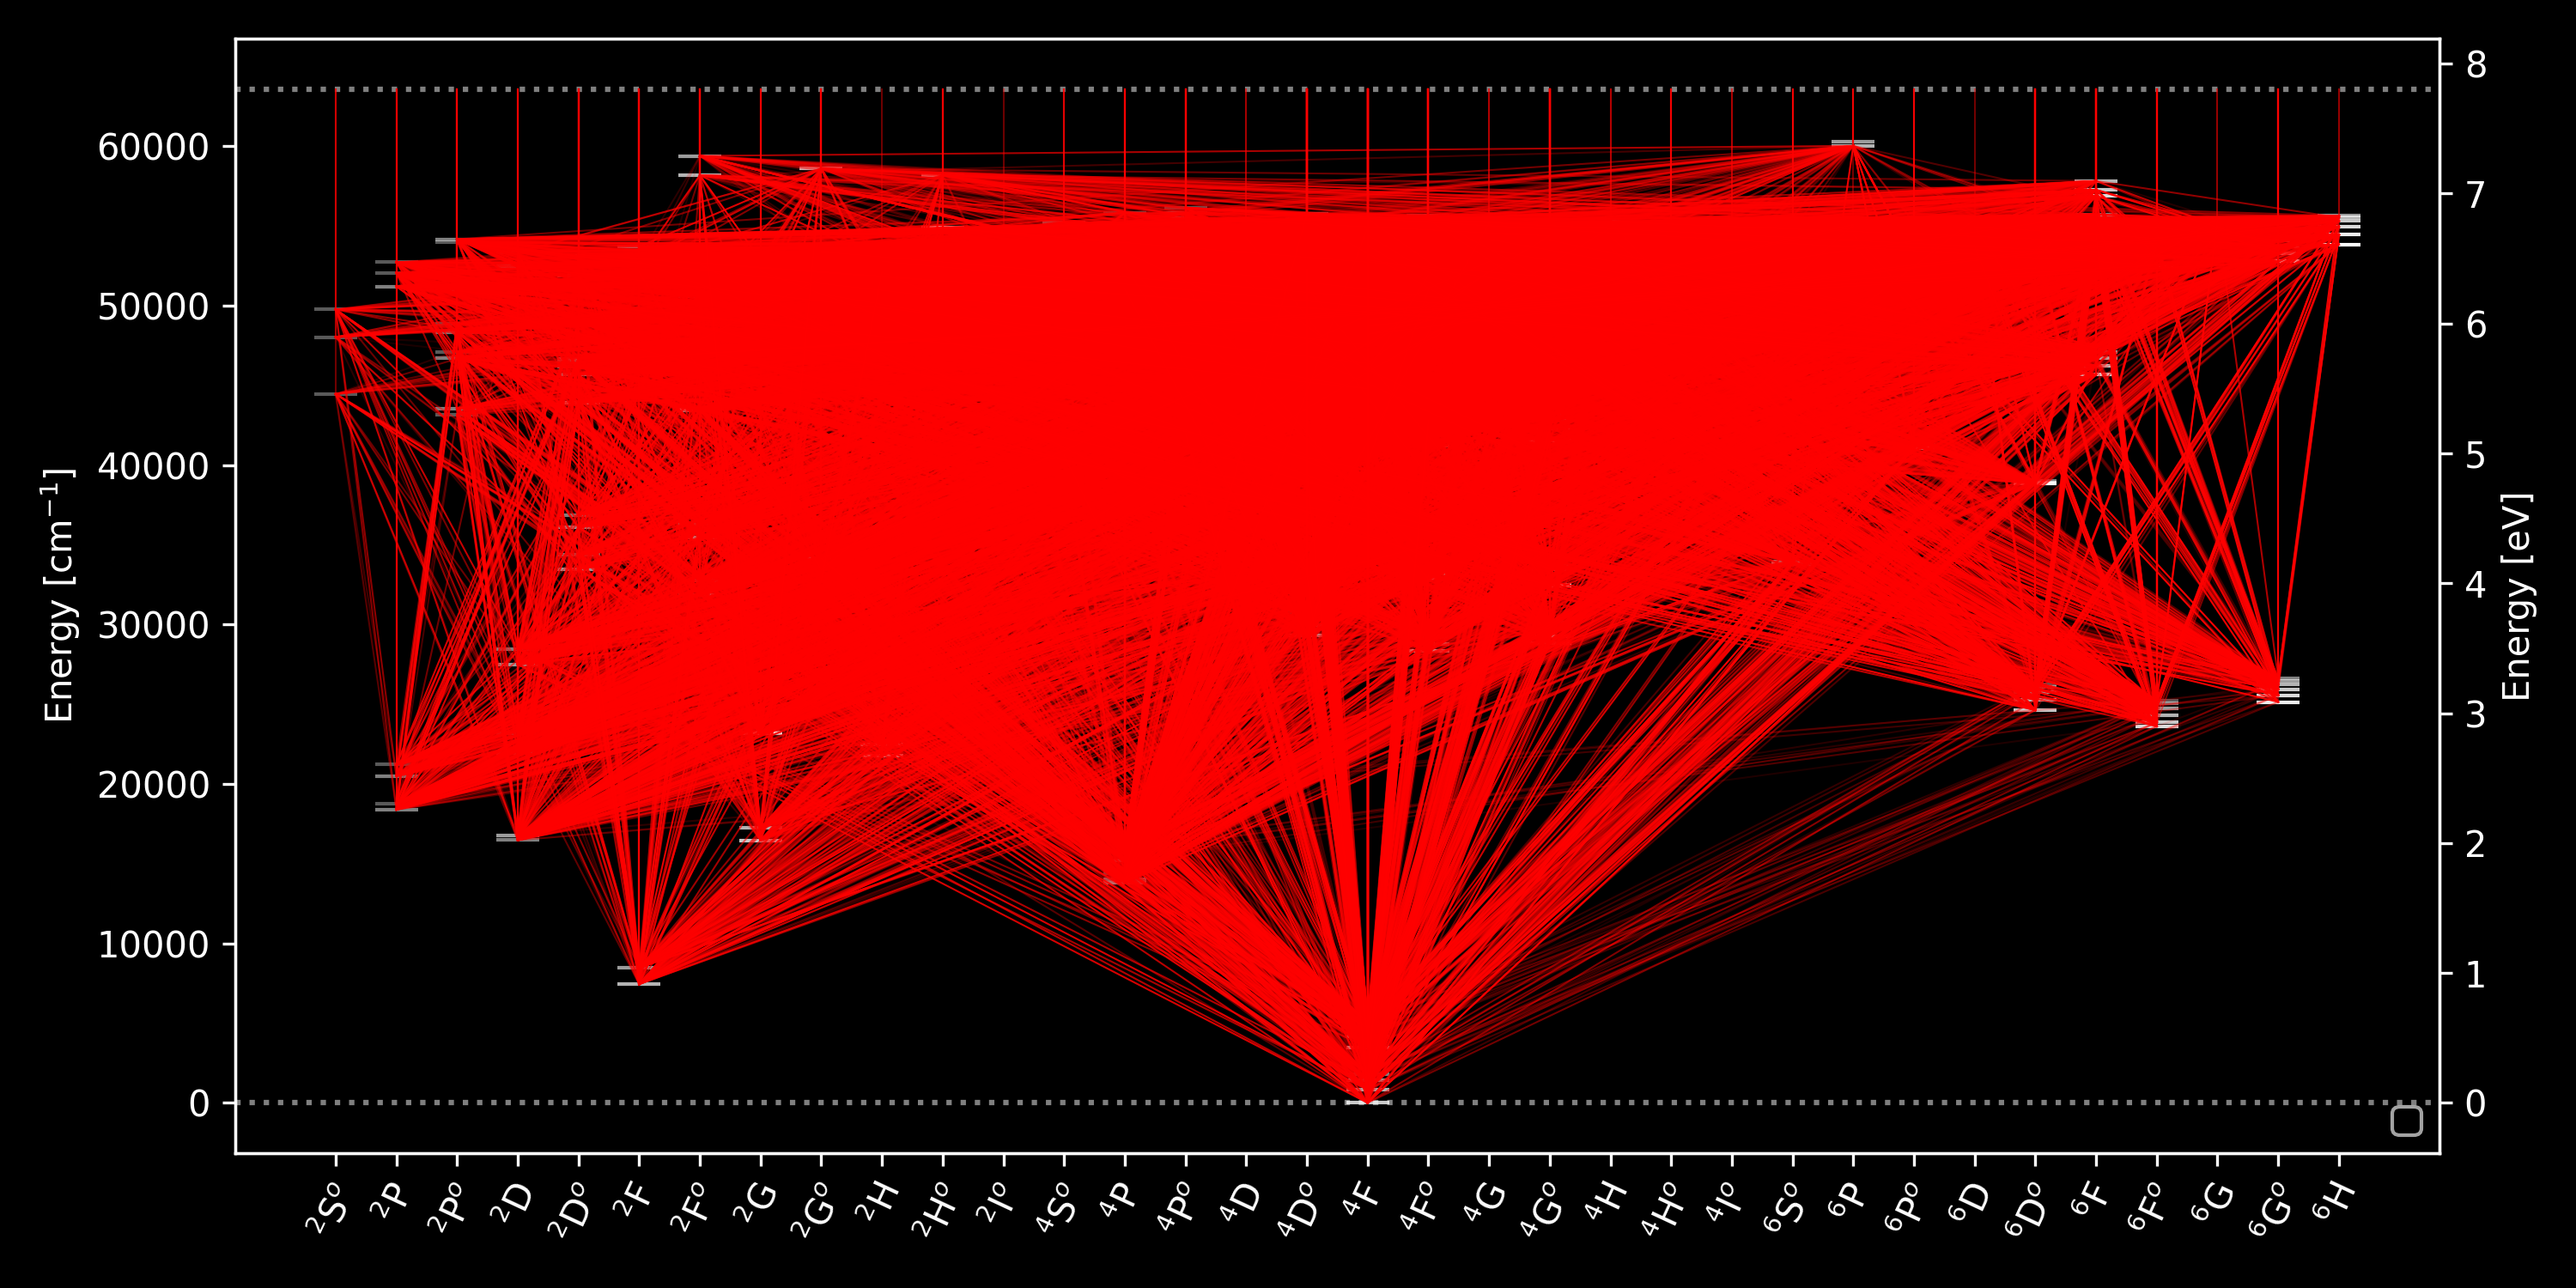 Energy [cm⁻¹]
60000
50000
40000
30000
20000
10000
0
8
7
6
5
4
3
2
1
0
Energy [eV]
²Sᵒ
²P
²Pᵒ
²D
²Dᵒ
²F
²Fᵒ
²G
²Gᵒ
²H
²Hᵒ
²Iᵒ
⁴Sᵒ
⁴P
⁴Pᵒ
⁴D
⁴Dᵒ
⁴F
⁴Fᵒ
⁴G
⁴Gᵒ
⁴H
⁴Hᵒ
⁴Iᵒ
⁶Sᵒ
⁶P
⁶Pᵒ
⁶D
⁶Dᵒ
⁶F
⁶Fᵒ
⁶G
⁶Gᵒ
⁶H